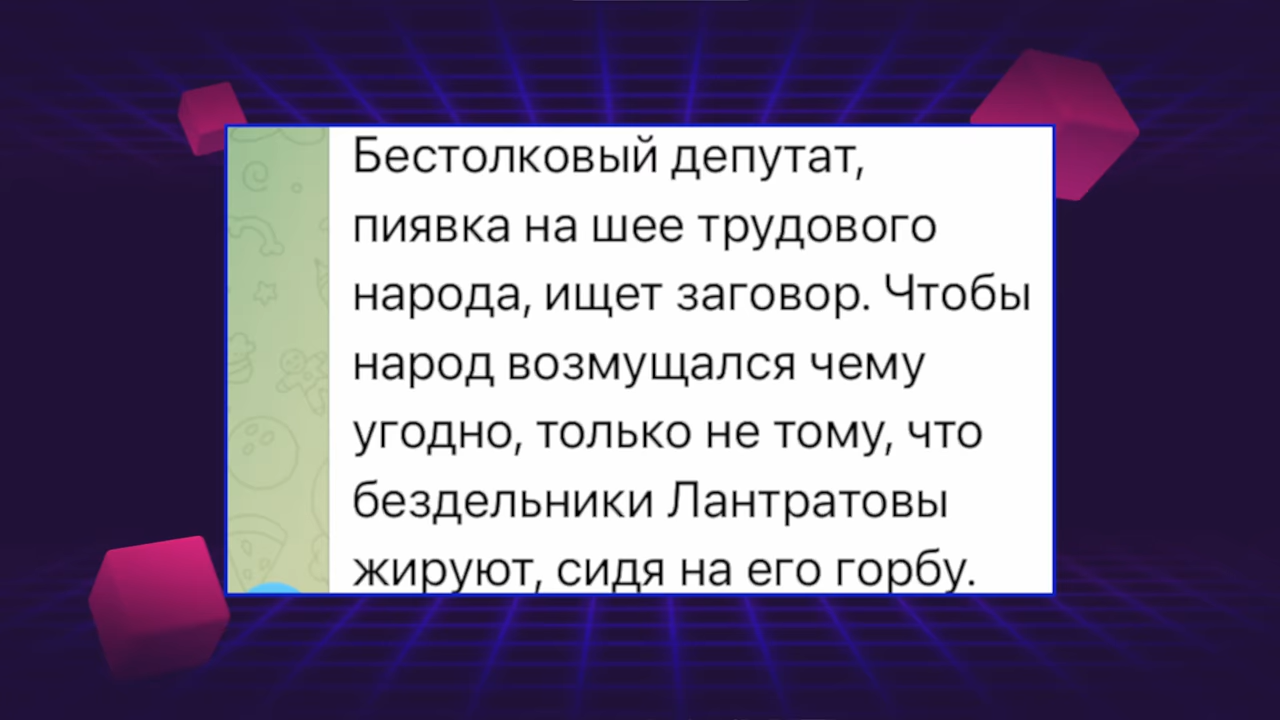 Бестолковый депутат,
пиявка на шее трудового
народа, ищет заговор. Чтобы
народ возмущался чему
угодно, только не тому, что
бездельники Лантратовы
жируют, сидя на его горбу.